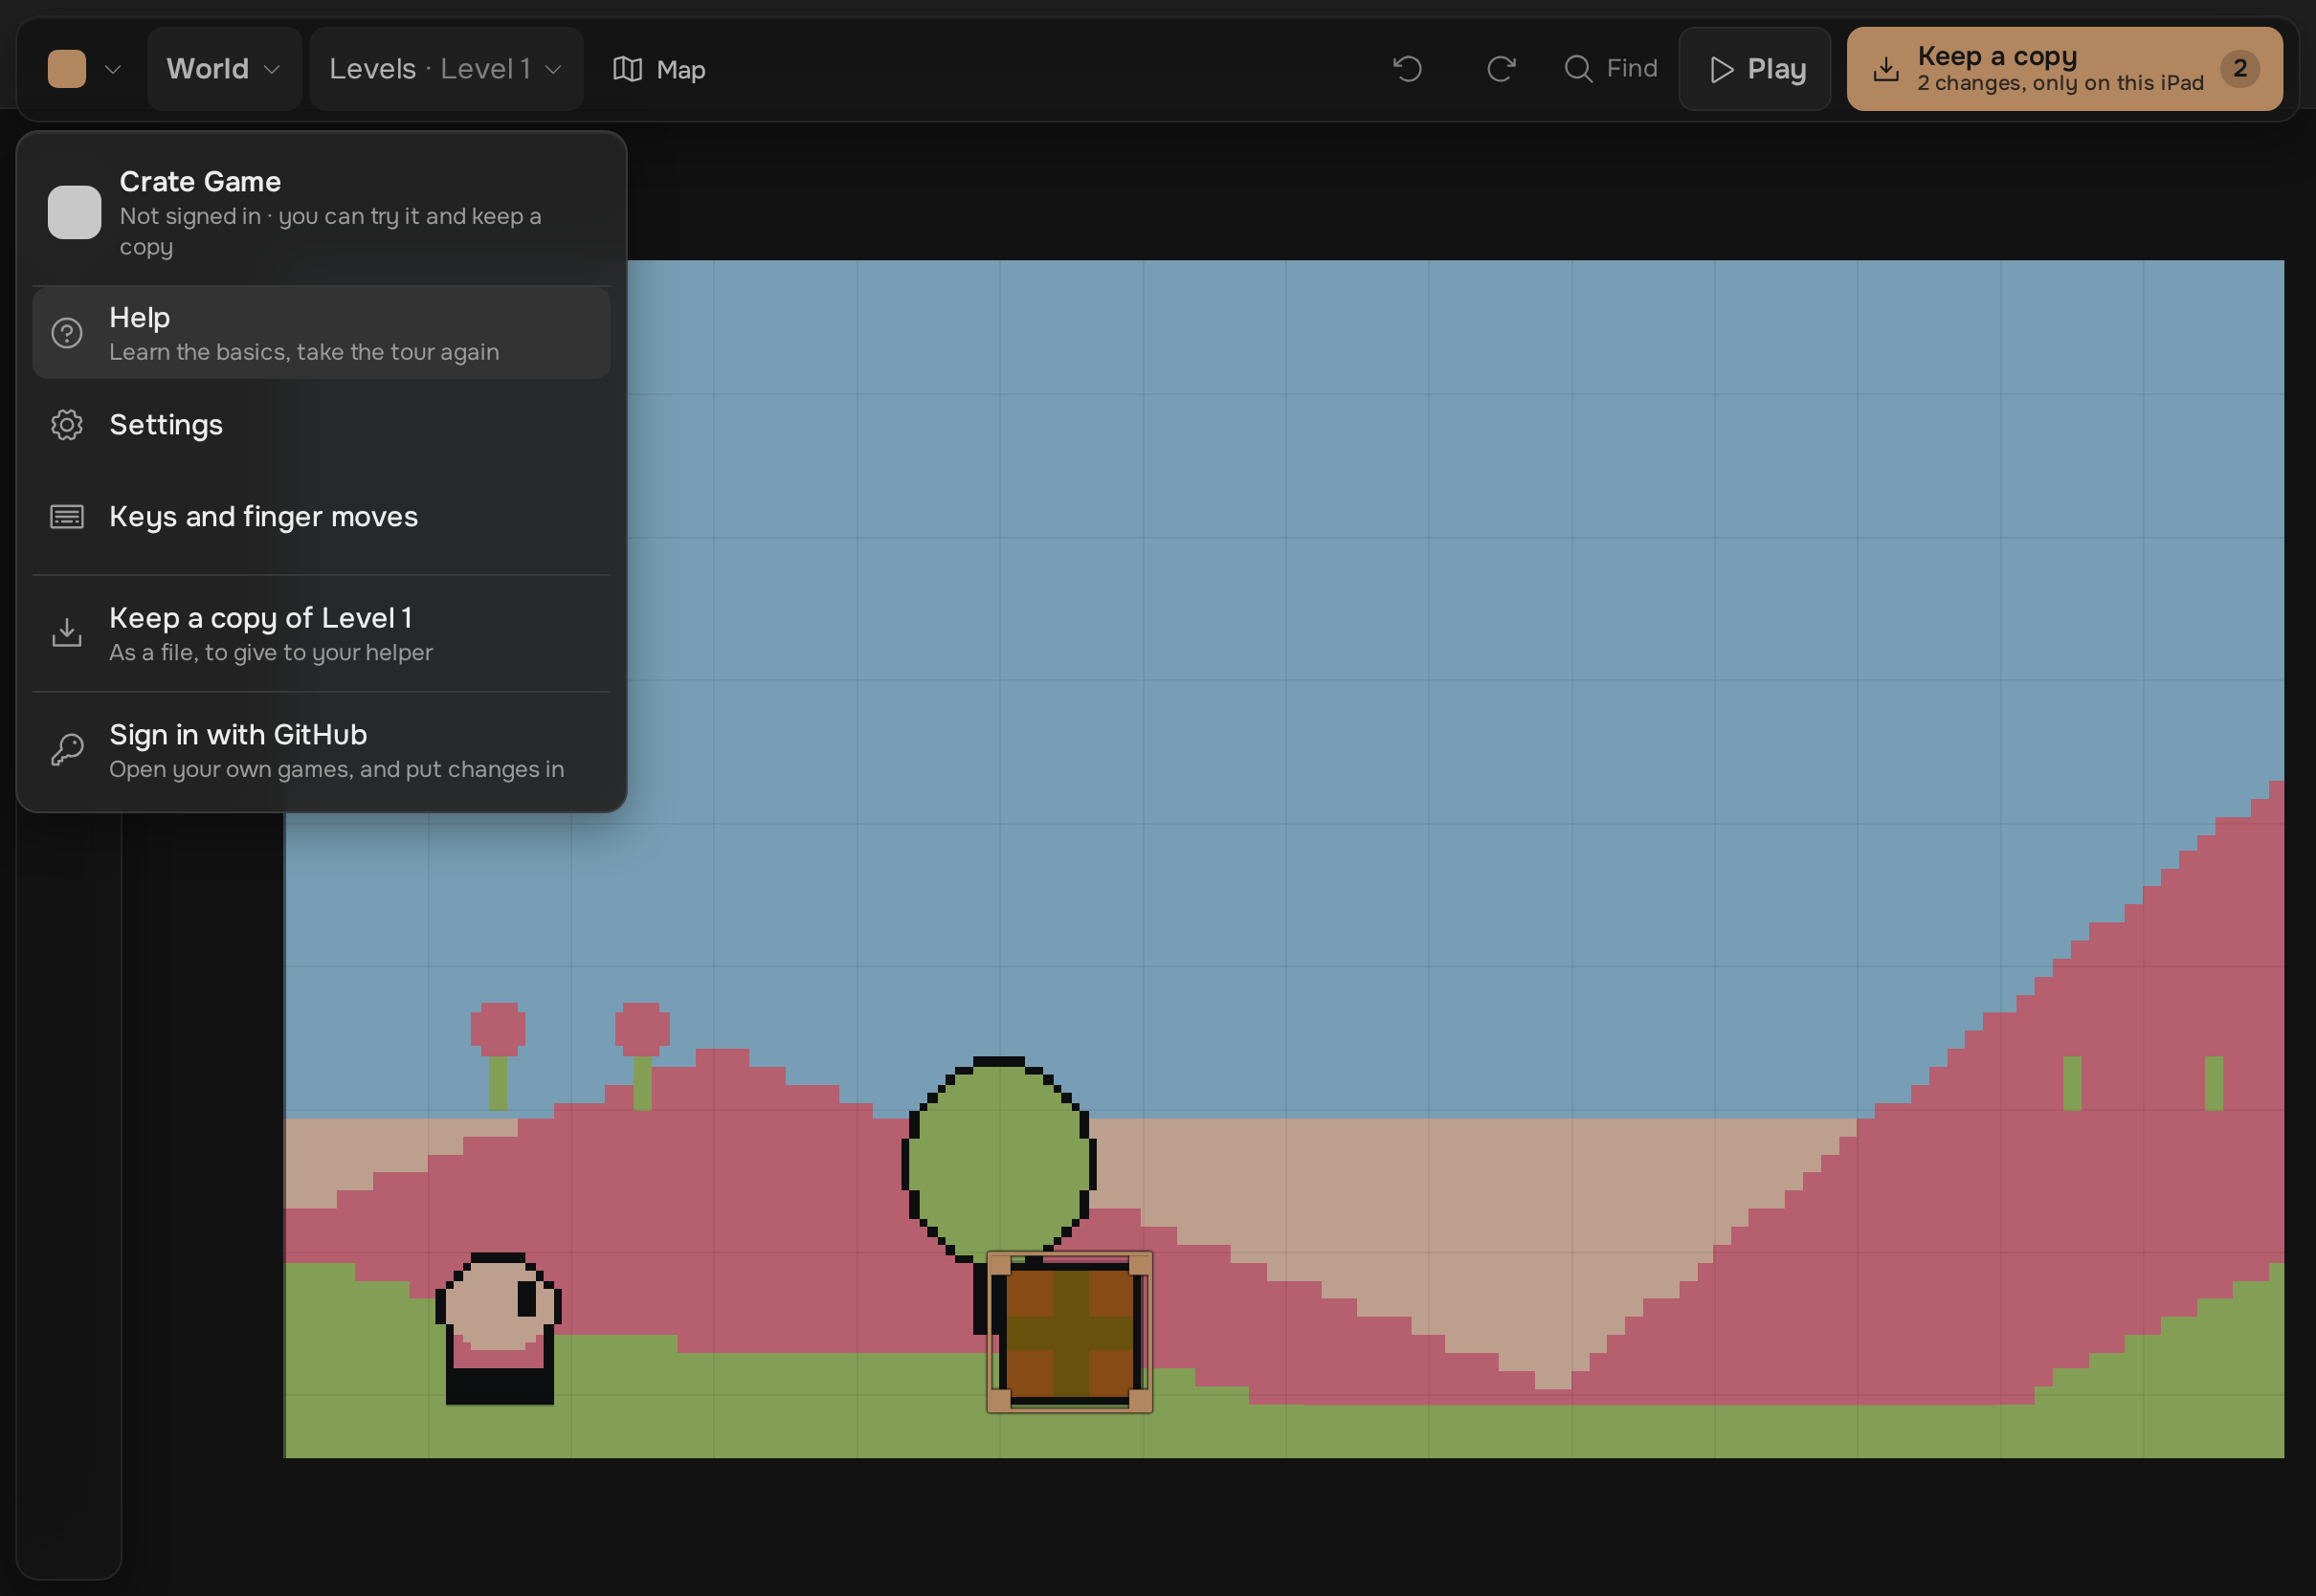 World
Levels · Level 1
Map
Find
Play
Keep a copy
2 changes, only on this iPad
2
Crate Game
Not signed in · you can try it and keep a
copy
Help
Learn the basics, take the tour again
Settings
Keys and finger moves
Keep a copy of Level 1
As a file, to give to your helper
Sign in with GitHub
Open your own games, and put changes in